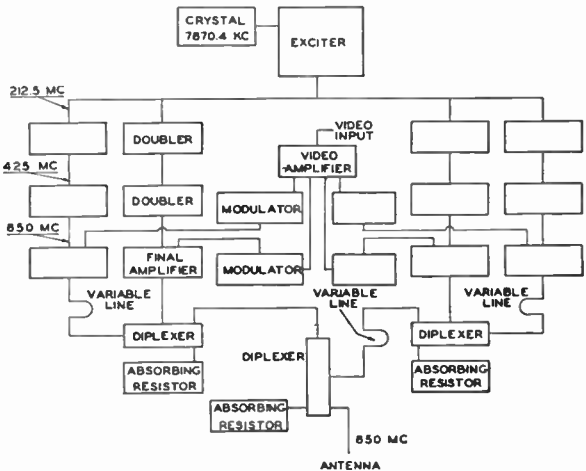 CRYSTAL
7870.4 KC
EXCITER
212.5 MC
DOUBLER
VIDEO
INPUT
VIDEO
AMPLIFIER
425 MC
DOUBLER
MODULATOR
850 MC
FINAL
AMPLIFIER
MODULATOR
VARIABLE
LINE
VARIABLE
LINE
VARIABLE
LINE
DIPLEXER
DIPLEXER
DIPLEXER
ABSORBING
RESISTOR
ABSORBING
RESISTOR
ABSORBING
RESISTOR
850 MC
ANTENNA